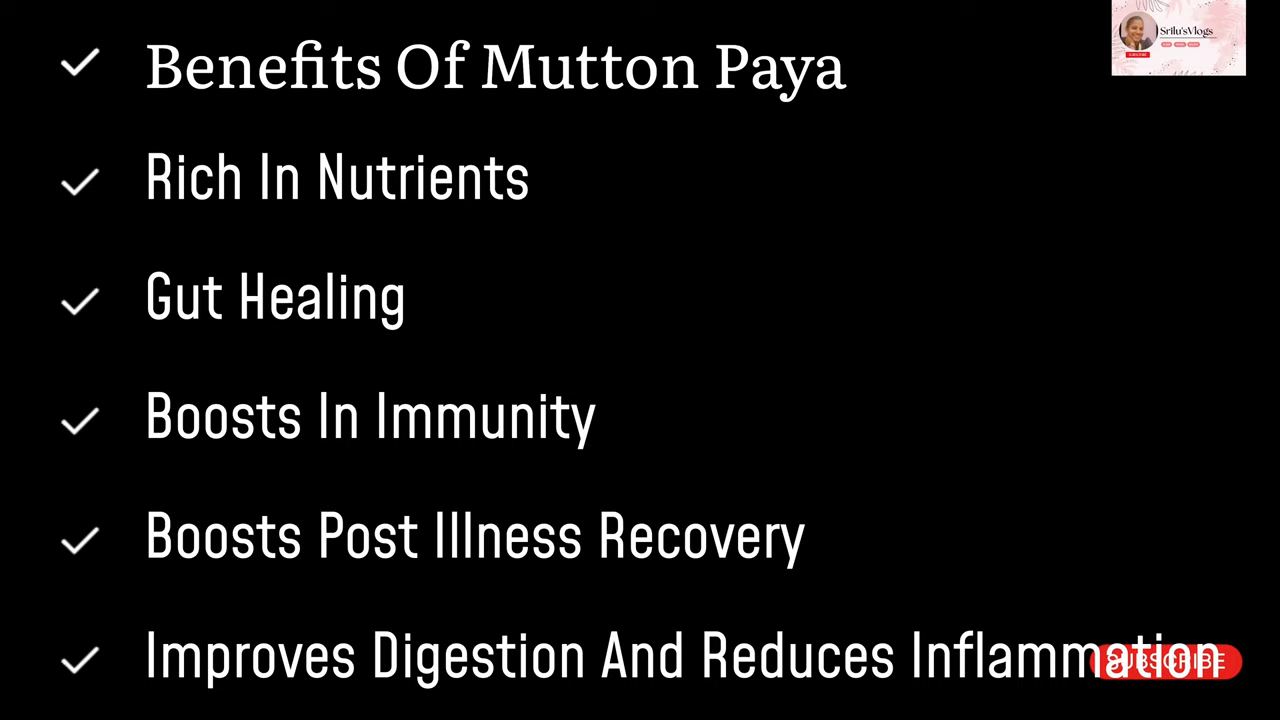 Benefits Of Mutton Paya
Srilu'sVlogs
Rich In Nutrients
Gut Healing
Boosts In Immunity
Boosts Post Illness Recovery
Improves Digestion And Reduces Inflammation
SUBSCRIBE